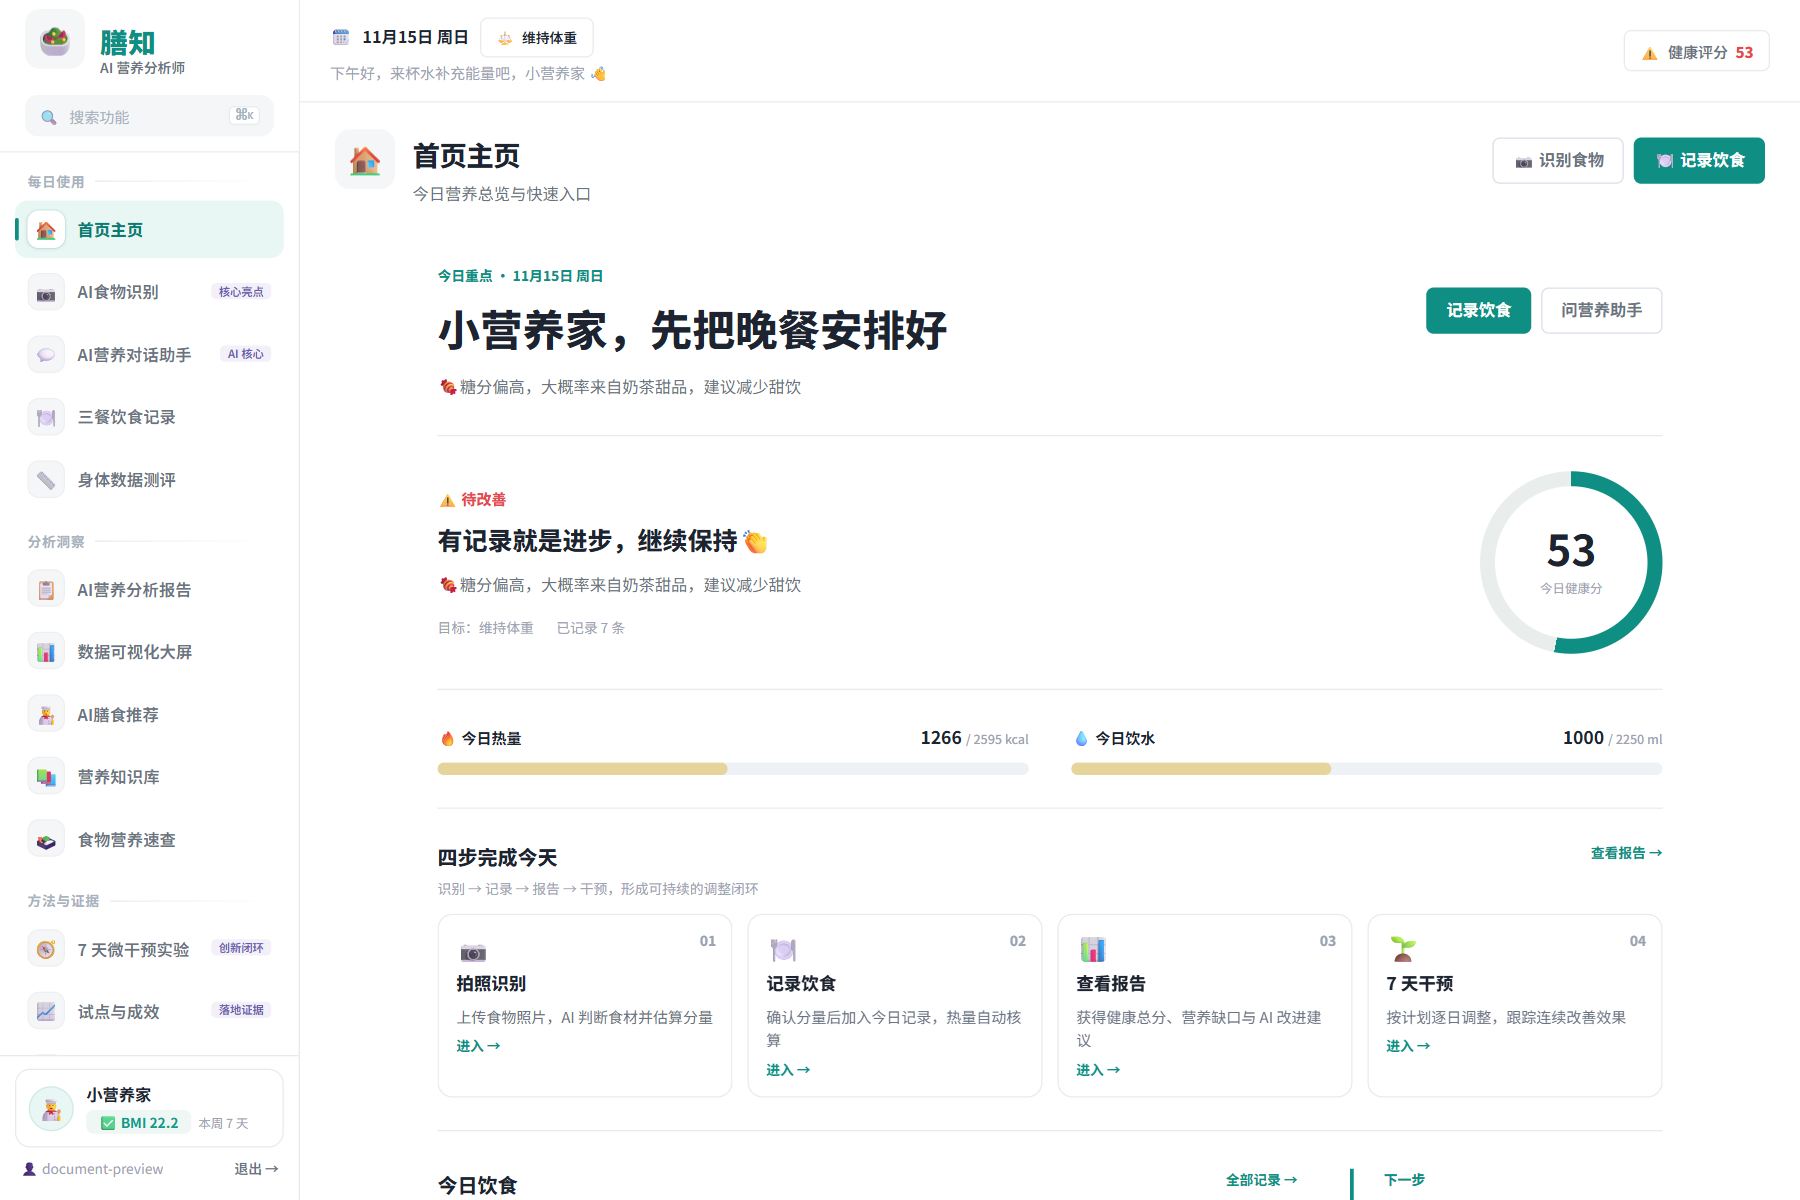 膳知
AI 营养分析师
搜索功能
⌘K
每日使用
首页主页
AI食物识别
核心亮点
AI营养对话助手
AI 核心
三餐饮食记录
身体数据测评
分析洞察
AI营养分析报告
数据可视化大屏
AI膳食推荐
营养知识库
食物营养速查
方法与证据
7 天微干预实验
创新闭环
试点与成效
落地证据
小营养家
BMI 22.2
本周 7 天
document-preview
退出 →
11月15日 周日
维持体重
下午好，来杯水补充能量吧，小营养家
健康评分 53
首页主页
今日营养总览与快速入口
识别食物
记录饮食
今日重点 · 11月15日 周日
小营养家，先把晚餐安排好
糖分偏高，大概率来自奶茶甜品，建议减少甜饮
记录饮食
问营养助手
待改善
有记录就是进步，继续保持
糖分偏高，大概率来自奶茶甜品，建议减少甜饮
目标：维持体重
已记录 7 条
53
今日健康分
今日热量
1266 / 2595 kcal
今日饮水
1000 / 2250 ml
四步完成今天
查看报告 →
识别 → 记录 → 报告 → 干预，形成可持续的调整闭环
01
拍照识别
上传食物照片，AI 判断食材并估算分量
进入 →
02
记录饮食
确认分量后加入今日记录，热量自动核
算
进入 →
03
查看报告
获得健康总分、营养缺口与 AI 改进建
议
进入 →
04
7 天干预
按计划逐日调整，跟踪连续改善效果
进入 →
今日饮食
全部记录 →
下一步